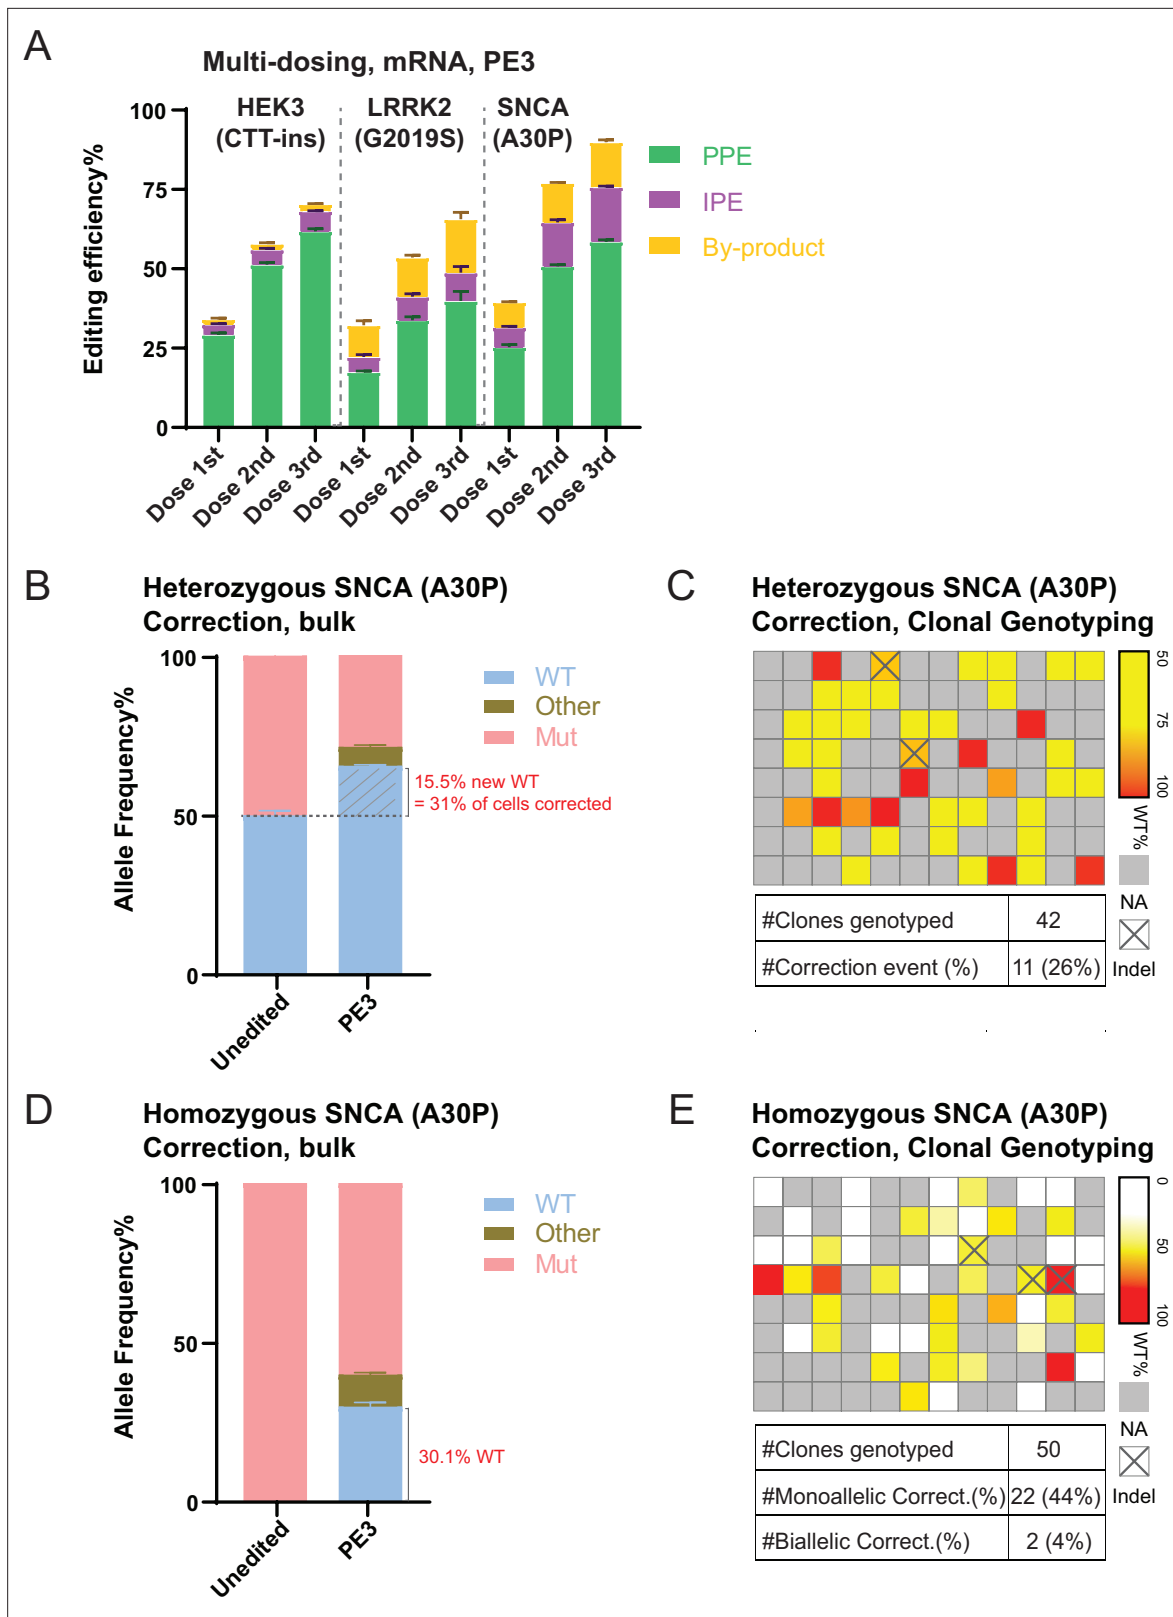 A
Multi-dosing, mRNA, PE3
HEK3
(CTT-ins)
LRRK2
(G2019S)
SNCA
(A30P)
Editing efficiency%
100
75
50
25
0
PPE
IPE
By-product
Dose 1st
Dose 2nd
Dose 3rd
Dose 1st
Dose 2nd
Dose 3rd
Dose 1st
Dose 2nd
Dose 3rd
B
Heterozygous SNCA (A30P)
Correction, bulk
Allele Frequency%
100
50
0
WT
Other
Mut
15.5% new WT
= 31% of cells corrected
Unedited
PE3
C
Heterozygous SNCA (A30P)
Correction, Clonal Genotyping
50
75
100
WT%
NA
Indel
#Clones genotyped 42
#Correction event (%) 11 (26%)
D
Homozygous SNCA (A30P)
Correction, bulk
Allele Frequency%
100
50
0
WT
Other
Mut
30.1% WT
Unedited
PE3
E
Homozygous SNCA (A30P)
Correction, Clonal Genotyping
0
50
100
WT%
NA
Indel
#Clones genotyped 50
#Monoallelic Correct.(%) 22 (44%)
#Biallelic Correct.(%) 2 (4%)